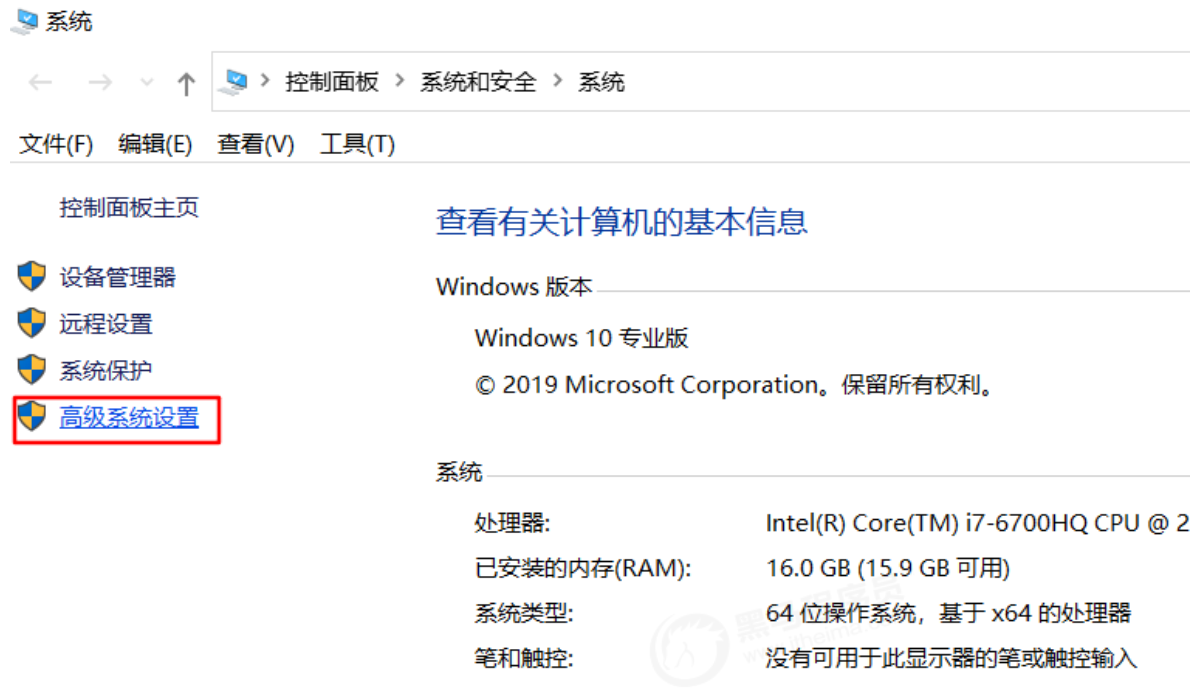 系统
控制面板 > 系统和安全 > 系统
文件(F) 编辑(E) 查看(V) 工具(T)
控制面板主页
设备管理器
远程设置
系统保护
高级系统设置
查看有关计算机的基本信息
Windows 版本
Windows 10 专业版
© 2019 Microsoft Corporation。保留所有权利。
系统
处理器: Intel(R) Core(TM) i7-6700HQ CPU @ 2
已安装的内存(RAM): 16.0 GB (15.9 GB 可用)
系统类型: 64 位操作系统，基于 x64 的处理器
笔和触控: 没有可用于此显示器的笔或触控输入